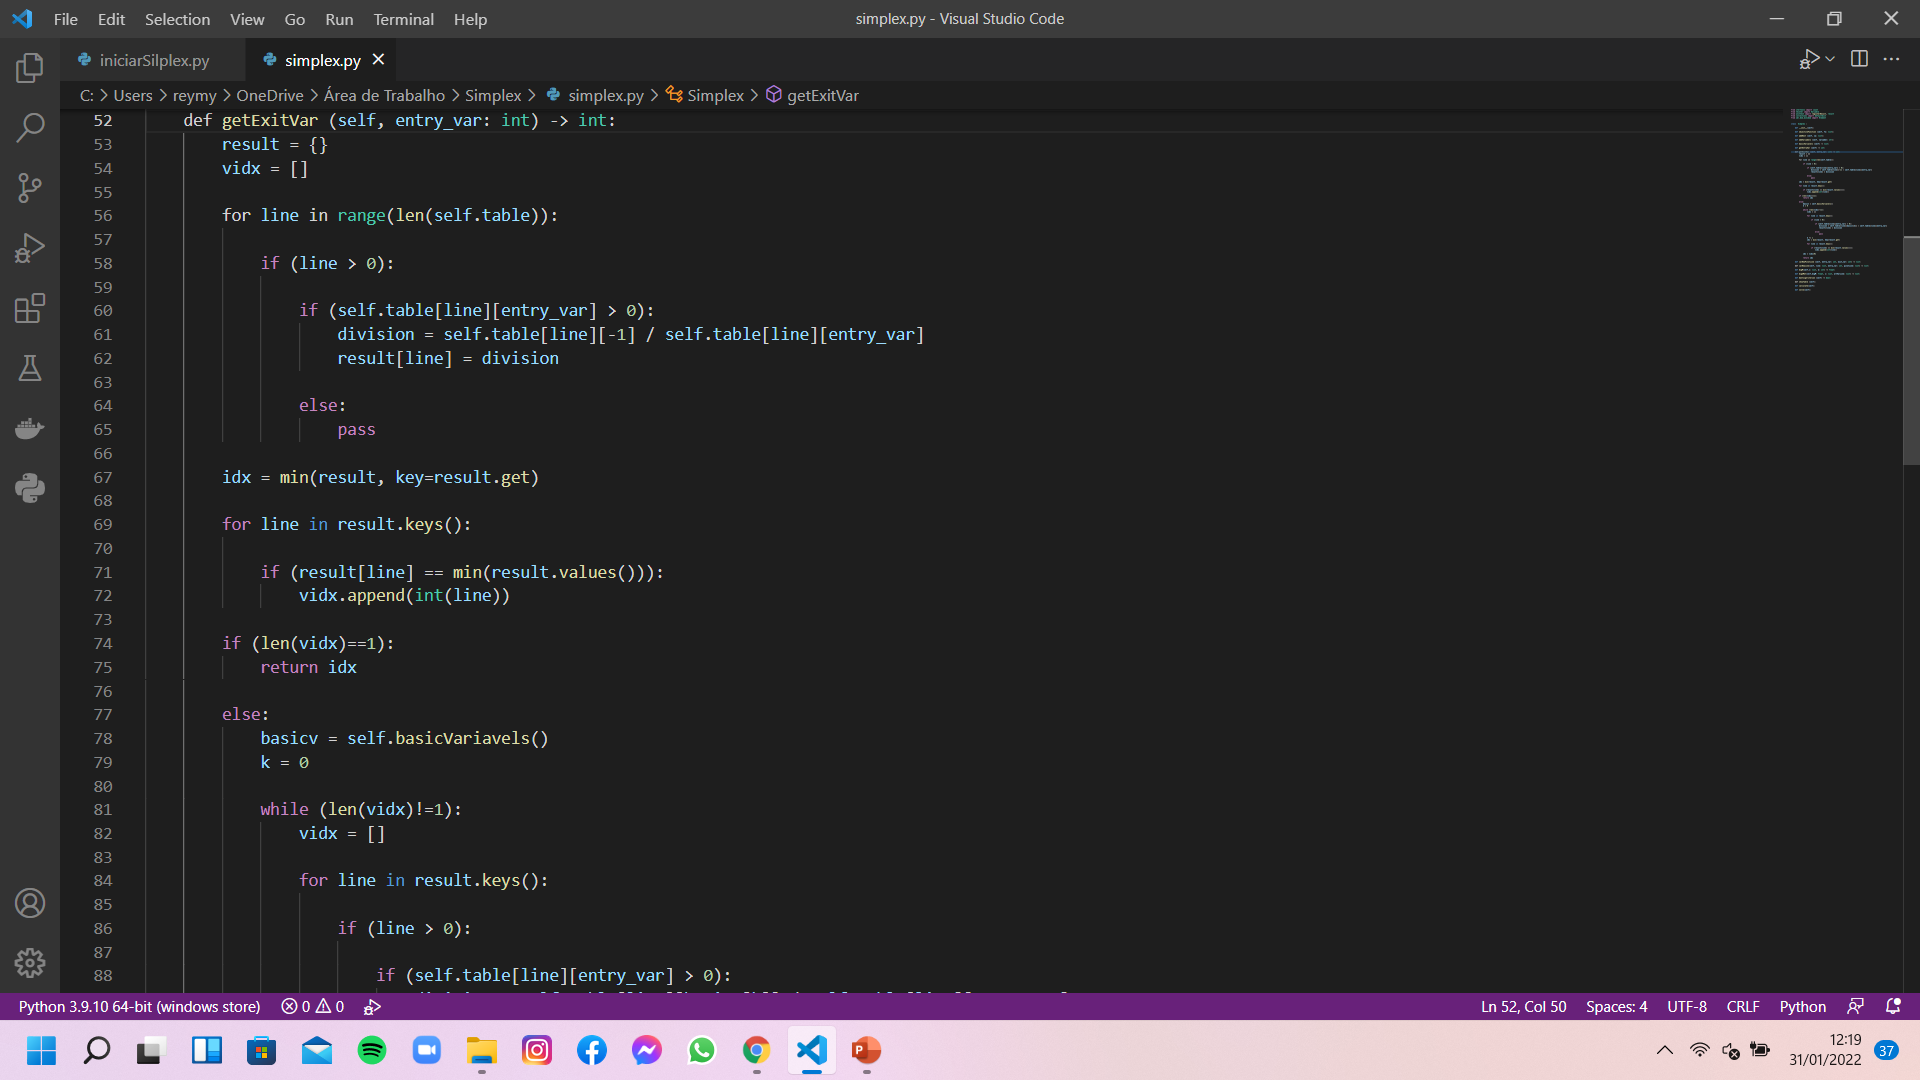 File Edit Selection View Go Run Terminal Help
simplex.py - Visual Studio Code
iniciarSilplex.py
simplex.py
C: > Users > reymy > OneDrive > Área de Trabalho > Simplex > simplex.py > Simplex > getExitVar
52 def getExitVar (self, entry_var: int) -> int:
53 result = {}
54 vidx = []
55
56 for line in range(len(self.table)):
57
58 if (line > 0):
59
60 if (self.table[line][entry_var] > 0):
61 division = self.table[line][-1] / self.table[line][entry_var]
62 result[line] = division
63
64 else:
65 pass
66
67 idx = min(result, key=result.get)
68
69 for line in result.keys():
70
71 if (result[line] == min(result.values())):
72 vidx.append(int(line))
73
74 if (len(vidx)==1):
75 return idx
76
77 else:
78 basicv = self.basicVariavels()
79 k = 0
80
81 while (len(vidx)!=1):
82 vidx = []
83
84 for line in result.keys():
85
86 if (line > 0):
87
88 if (self.table[line][entry_var] > 0):
Python 3.9.10 64-bit (windows store) 0 0
Ln 52, Col 50 Spaces: 4 UTF-8 CRLF Python
12:19
31/01/2022
37